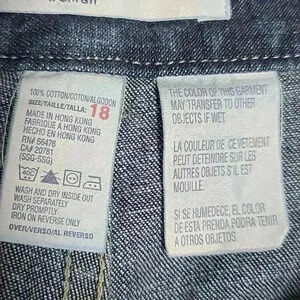 100% COTTON/COTON/ALGODON
SIZE/TAILLE/TALLA: 18
MADE IN HONG KONG
FABRIQUE A HONG KONG
HECHO EN HONG KONG
RN# 66476
CA# 20781
(SSG-SSG)
WASH AND DRY INSIDE OUT
WASH SEPARATELY
DRY PROMPTLY
IRON ON REVERSE ONLY
OVER/VERSO/AL REVERSO
THE COLOR OF THIS GARMENT
MAY TRANSFER TO OTHER
OBJECTS IF WET
LA COULEUR DE CE VETEMENT
PEUT DETEINDRE SUR LES
AUTRES OBJETS S'IL EST
MOUILLE.
SI SE HUMEDECE, EL COLOR
DE ESTA PRENDA PODRA TENIR
A OTROS OBJETOS.